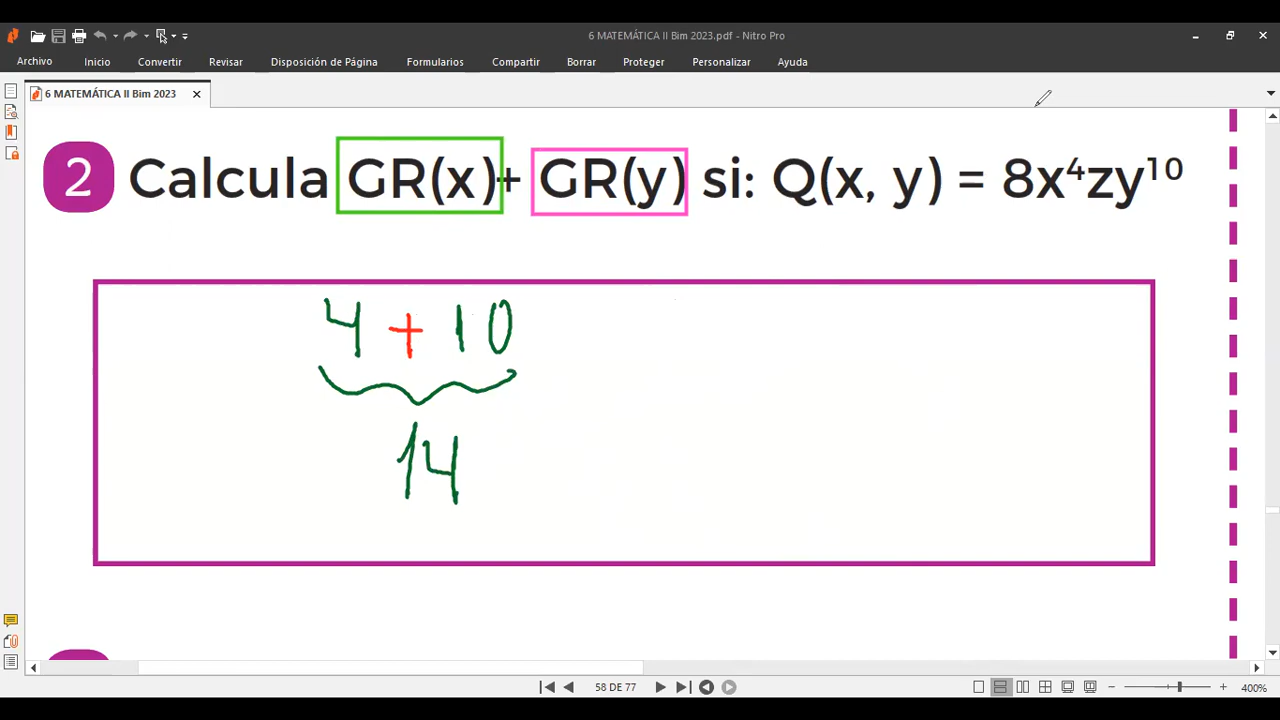 6 MATEMÁTICA II Bim 2023.pdf - Nitro Pro
Archivo Inicio Convertir Revisar Disposición de Página Formularios Compartir Borrar Proteger Personalizar Ayuda
6 MATEMÁTICA II Bim 2023
2 Calcula GR(x)+ GR(y) si: Q(x, y) = 8x⁴zy¹⁰
4 + 10
14
58 DE 77
400%